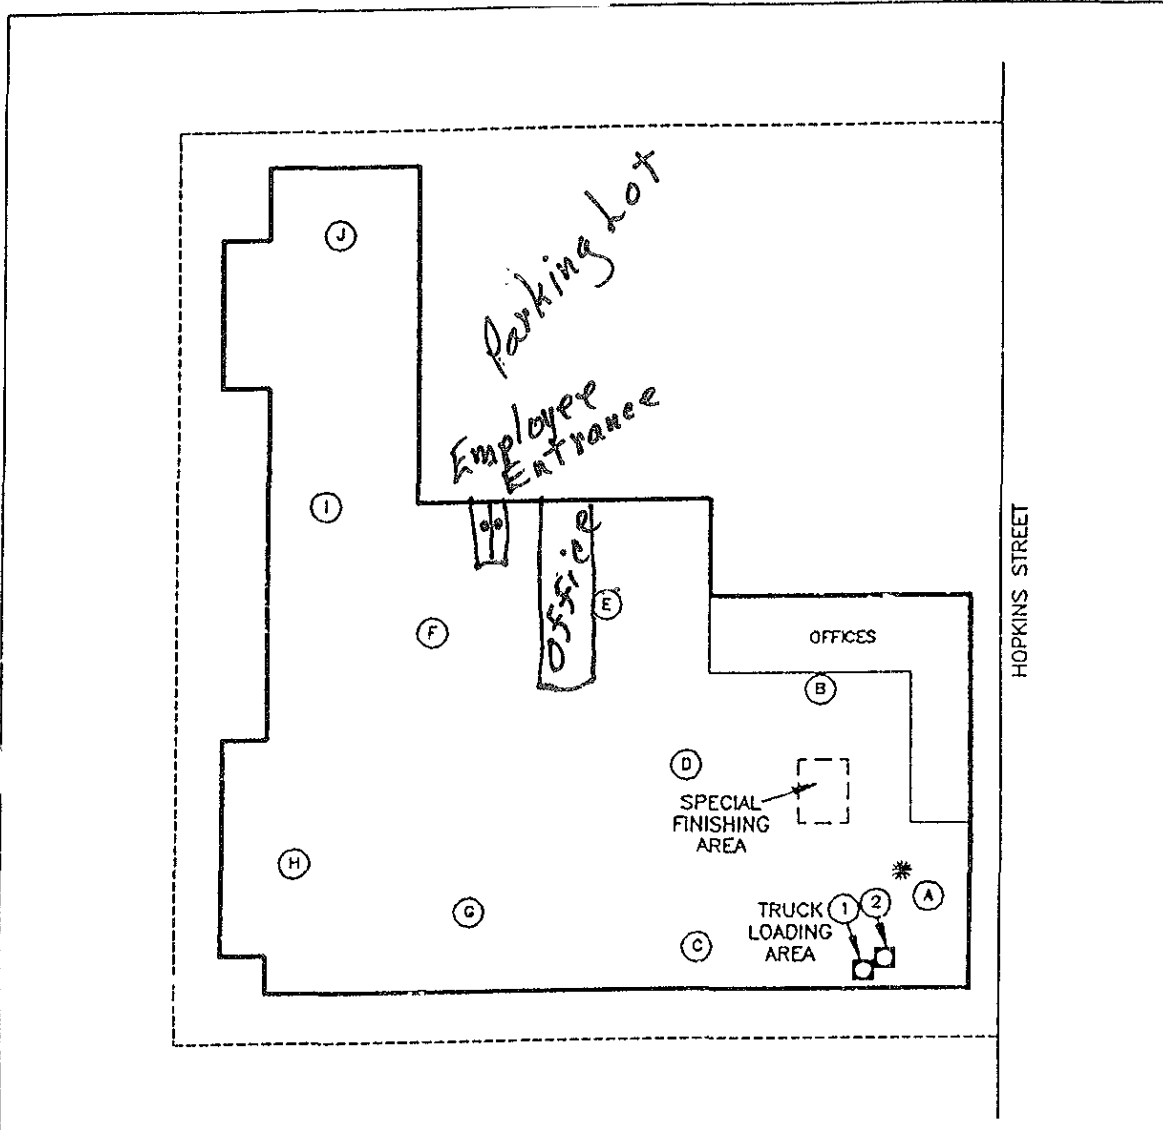 Parking Lot
J
Employee
Entrance
I
HOPKINS STREET
Office
E
F
OFFICES
B
D
SPECIAL
FINISHING
AREA
H
A
G
TRUCK 1 2
LOADING
AREA
C